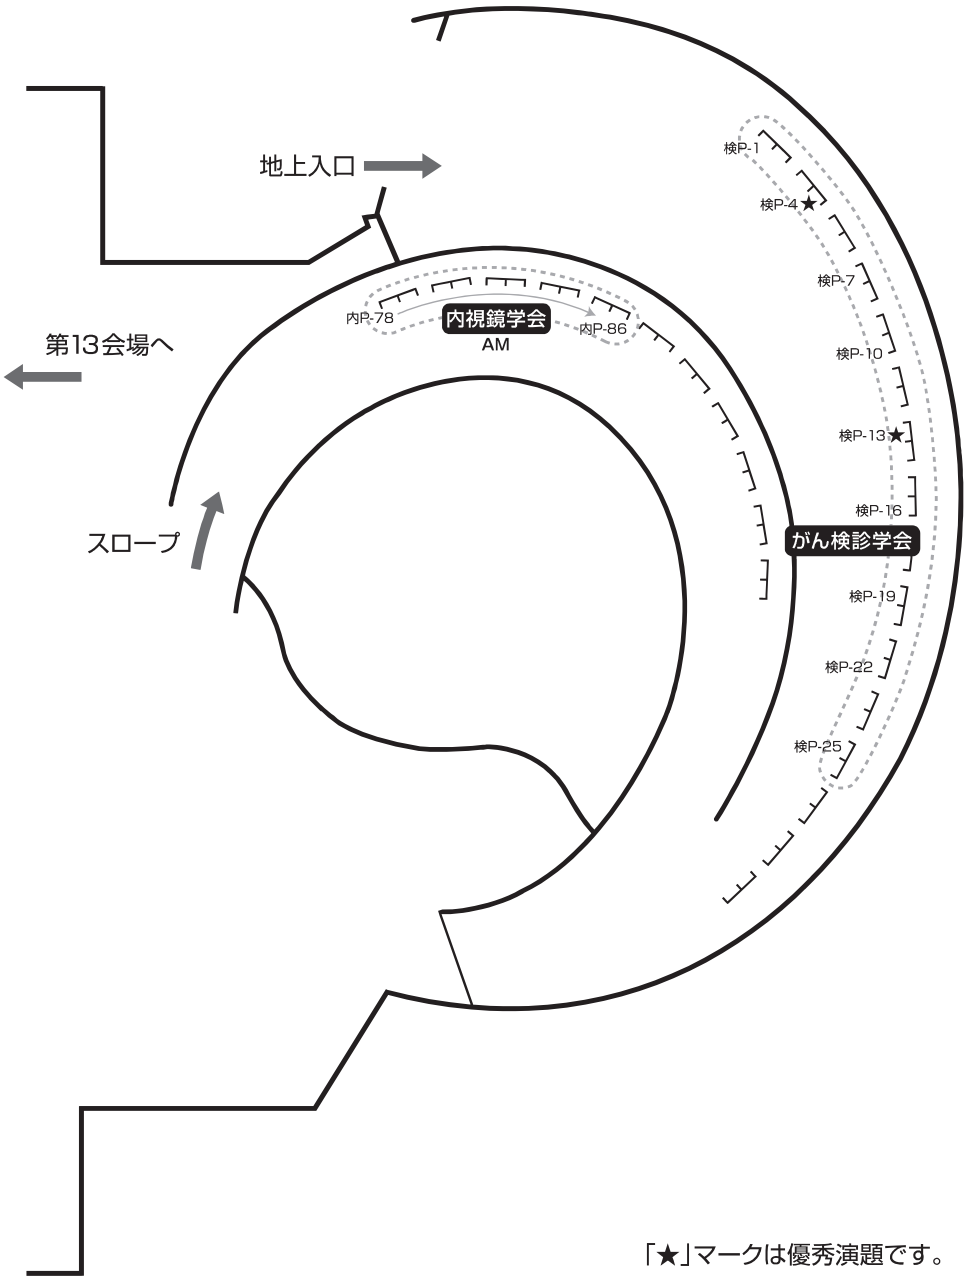 検P-1
地上入口
検P-4★
検P-7
内P-78
内視鏡学会
内P-86
AM
第13会場へ
検P-10
検P-13★
検P-16
スロープ
がん検診学会
検P-19
検P-22
検P-25
「★」マークは優秀演題です。